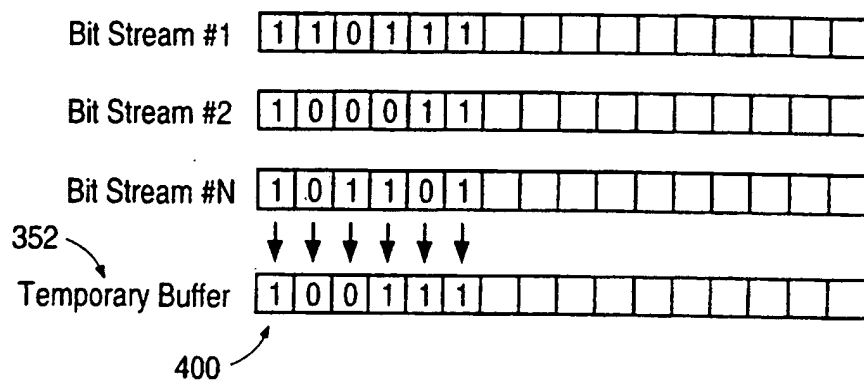 Bit Stream #1 1 1 0 1 1 1
Bit Stream #2 1 0 0 0 1 1
Bit Stream #N 1 0 1 1 0 1
352
Temporary Buffer 1 0 0 1 1 1
400